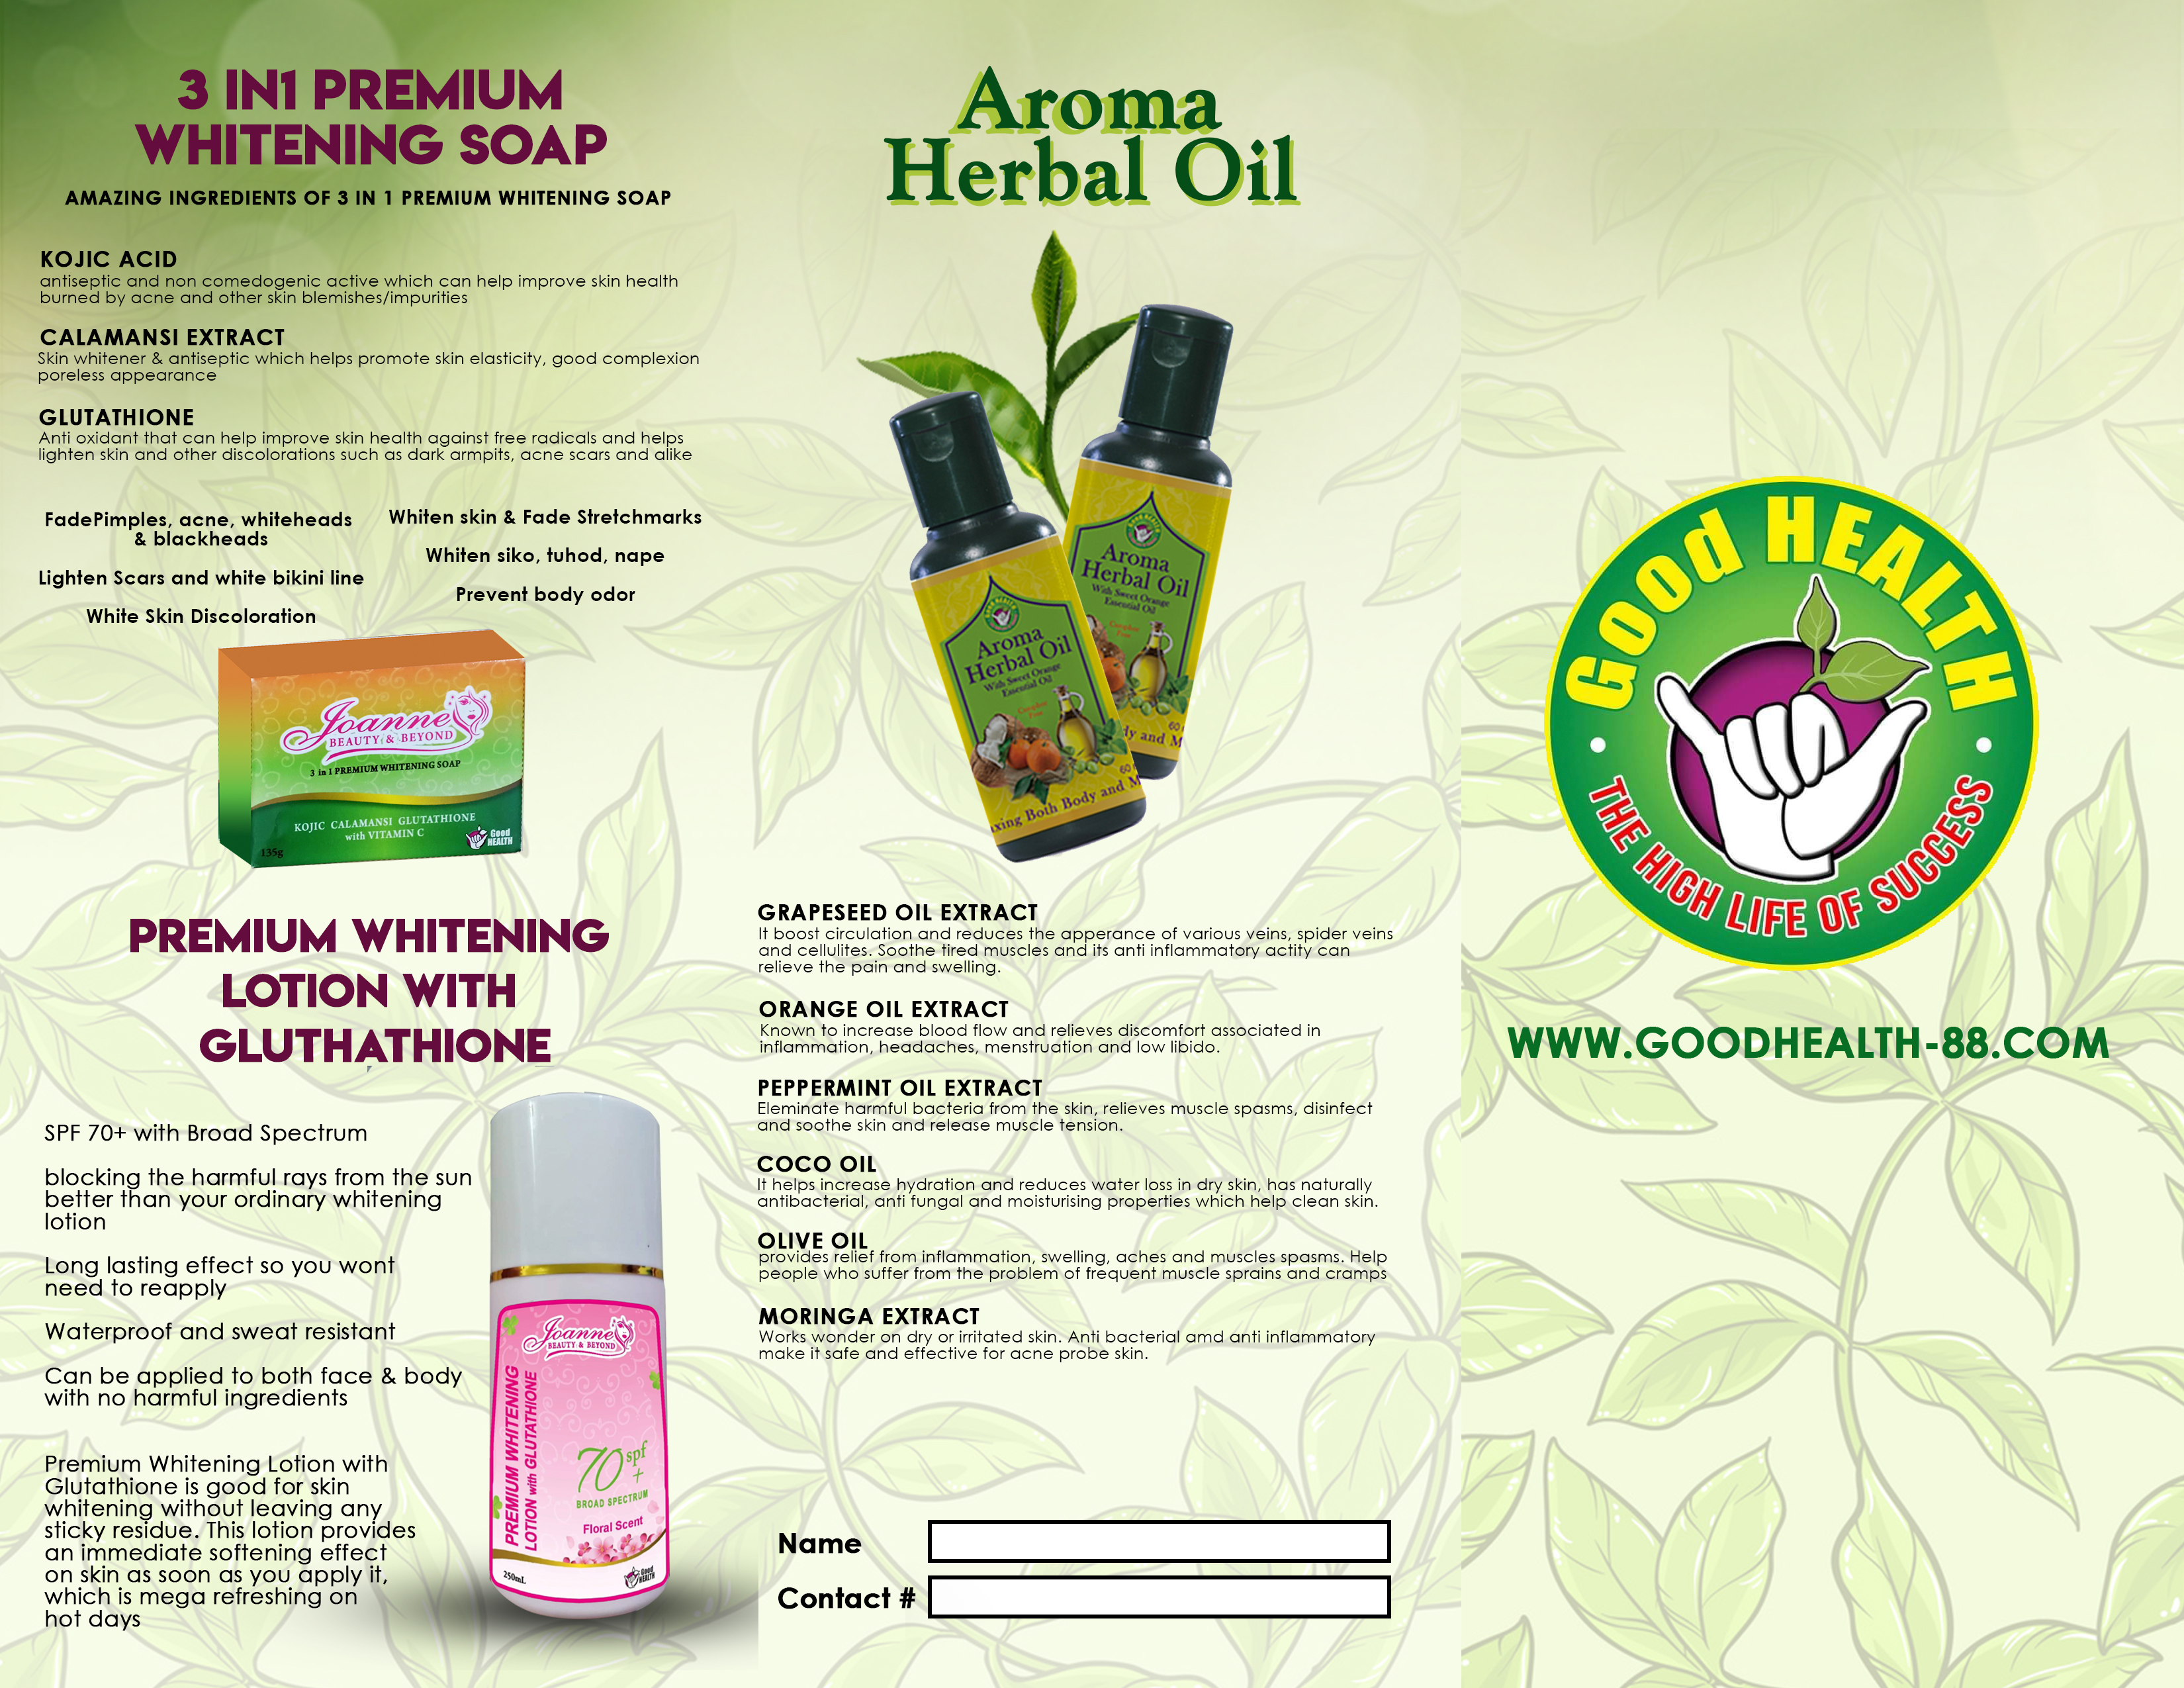 3 IN1 PREMIUM
WHITENING SOAP
AMAZING INGREDIENTS OF 3 IN 1 PREMIUM WHITENING SOAP
KOJIC ACID
antiseptic and non comedogenic active which can help improve skin health
burned by acne and other skin blemishes/impurities
CALAMANSI EXTRACT
Skin whitener & antiseptic which helps promote skin elasticity, good complexion
poreless appearance
GLUTATHIONE
Anti oxidant that can help improve skin health against free radicals and helps
lighten skin and other discolorations such as dark armpits, acne scars and alike
FadePimples, acne, whiteheads
& blackheads
Lighten Scars and white bikini line
White Skin Discoloration
Whiten skin & Fade Stretchmarks
Whiten siko, tuhod, nape
Prevent body odor
Joanne
BEAUTY & BEYOND
3 in 1 PREMIUM WHITENING SOAP
KOJIC CALAMANSI GLUTATHIONE
with VITAMIN C
135g
Good
HEALTH
PREMIUM WHITENING
LOTION WITH
GLUTHATHIONE
SPF 70+ with Broad Spectrum
blocking the harmful rays from the sun
better than your ordinary whitening
lotion
Long lasting effect so you wont
need to reapply
Waterproof and sweat resistant
Can be applied to both face & body
with no harmful ingredients
Premium Whitening Lotion with
Glutathione is good for skin
whitening without leaving any
sticky residue. This lotion provides
an immediate softening effect
on skin as soon as you apply it,
which is mega refreshing on
hot days
Joanne
BEAUTY & BEYOND
PREMIUM WHITENING
LOTION with GLUTATHIONE
70 spf
+
BROAD SPECTRUM
Floral Scent
250mL
Good
HEALTH
Aroma
Herbal Oil
Aroma
Herbal Oil
With Sweet Orange
Essential Oil
60
dy and M
Aroma
Herbal Oil
With Sweet Orange
Essential Oil
60
xing Both Body and M
GRAPESEED OIL EXTRACT
It boost circulation and reduces the apperance of various veins, spider veins
and cellulites. Soothe tired muscles and its anti inflammatory actity can
relieve the pain and swelling.
ORANGE OIL EXTRACT
Known to increase blood flow and relieves discomfort associated in
inflammation, headaches, menstruation and low libido.
PEPPERMINT OIL EXTRACT
Eleminate harmful bacteria from the skin, relieves muscle spasms, disinfect
and soothe skin and release muscle tension.
COCO OIL
It helps increase hydration and reduces water loss in dry skin, has naturally
antibacterial, anti fungal and moisturising properties which help clean skin.
OLIVE OIL
provides relief from inflammation, swelling, aches and muscles spasms. Help
people who suffer from the problem of frequent muscle sprains and cramps
MORINGA EXTRACT
Works wonder on dry or irritated skin. Anti bacterial amd anti inflammatory
make it safe and effective for acne probe skin.
Name
Contact #
Good HEALTH
THE HIGH LIFE OF SUCCESS
WWW.GOODHEALTH-88.COM